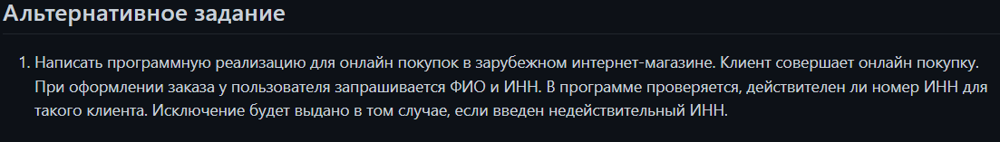 Альтернативное задание
1. Написать программную реализацию для онлайн покупок в зарубежном интернет-магазине. Клиент совершает онлайн покупку.
При оформлении заказа у пользователя запрашивается ФИО и ИНН. В программе проверяется, действителен ли номер ИНН для
такого клиента. Исключение будет выдано в том случае, если введен недействительный ИНН.